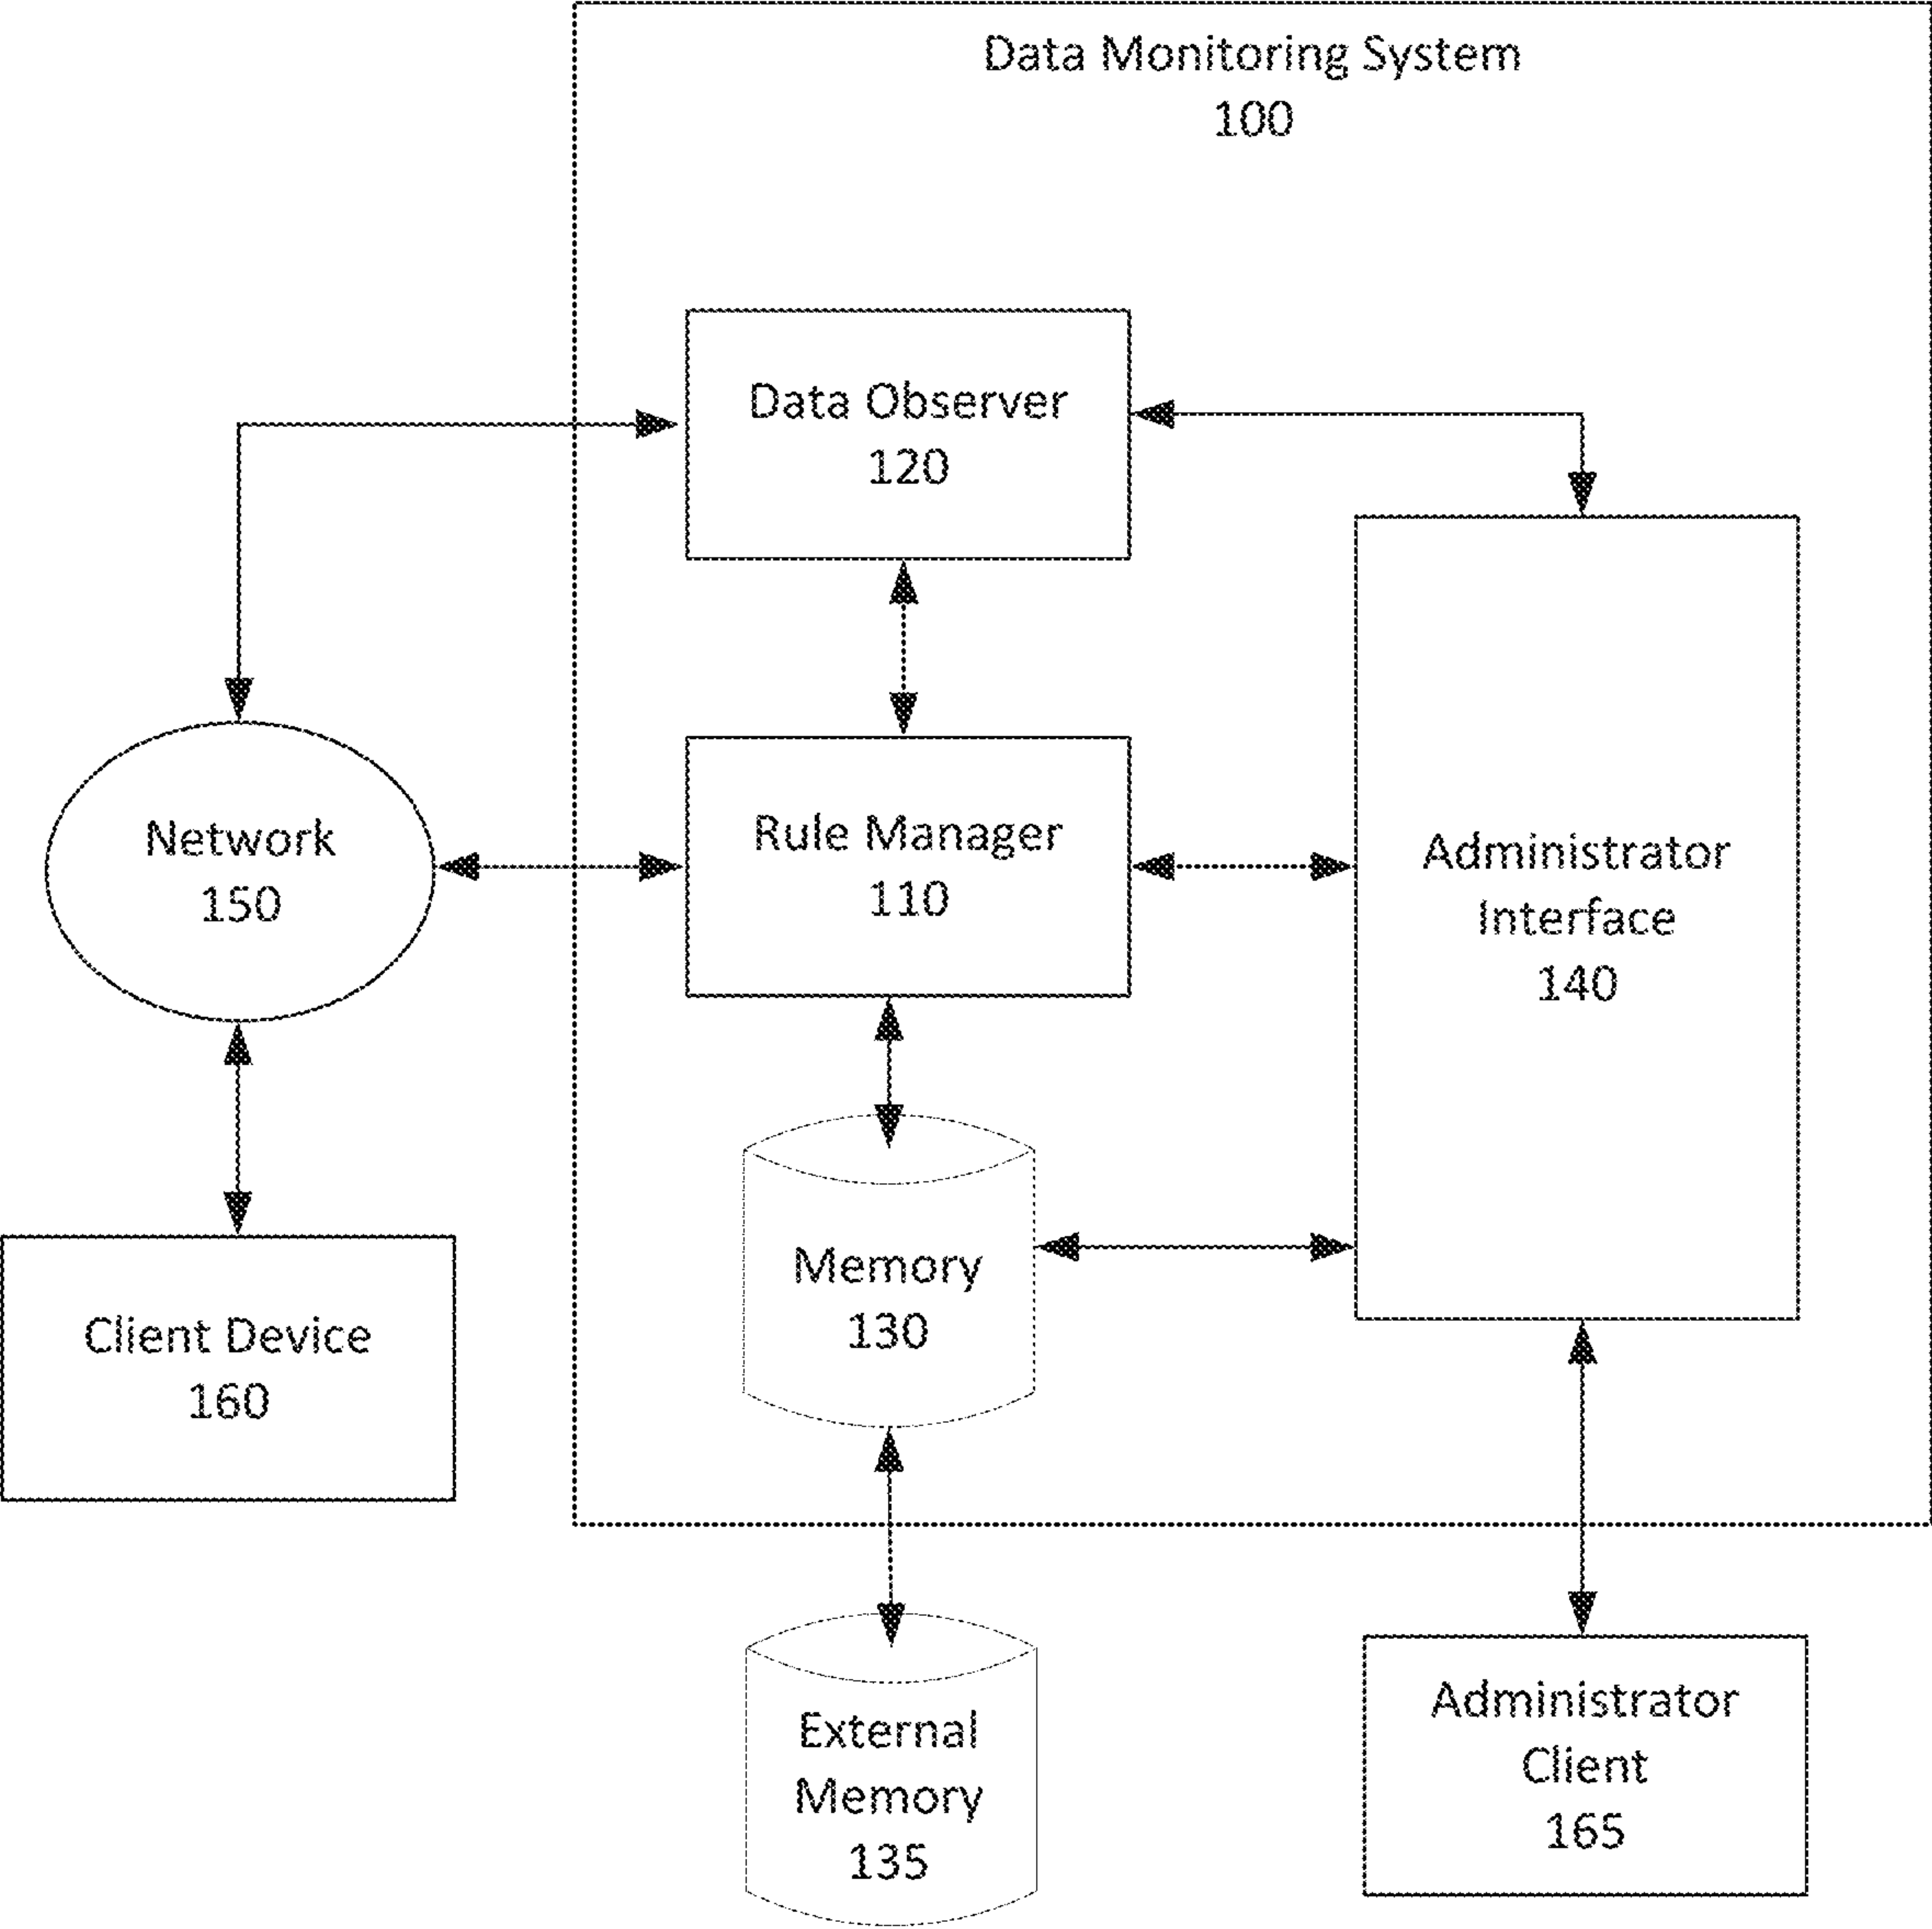 Data Monitoring System
100
Data Observer
120
Network
150
Rule Manager
110
Administrator
Interface
140
Memory
130
Client Device
160
External
Memory
135
Administrator
Client
165